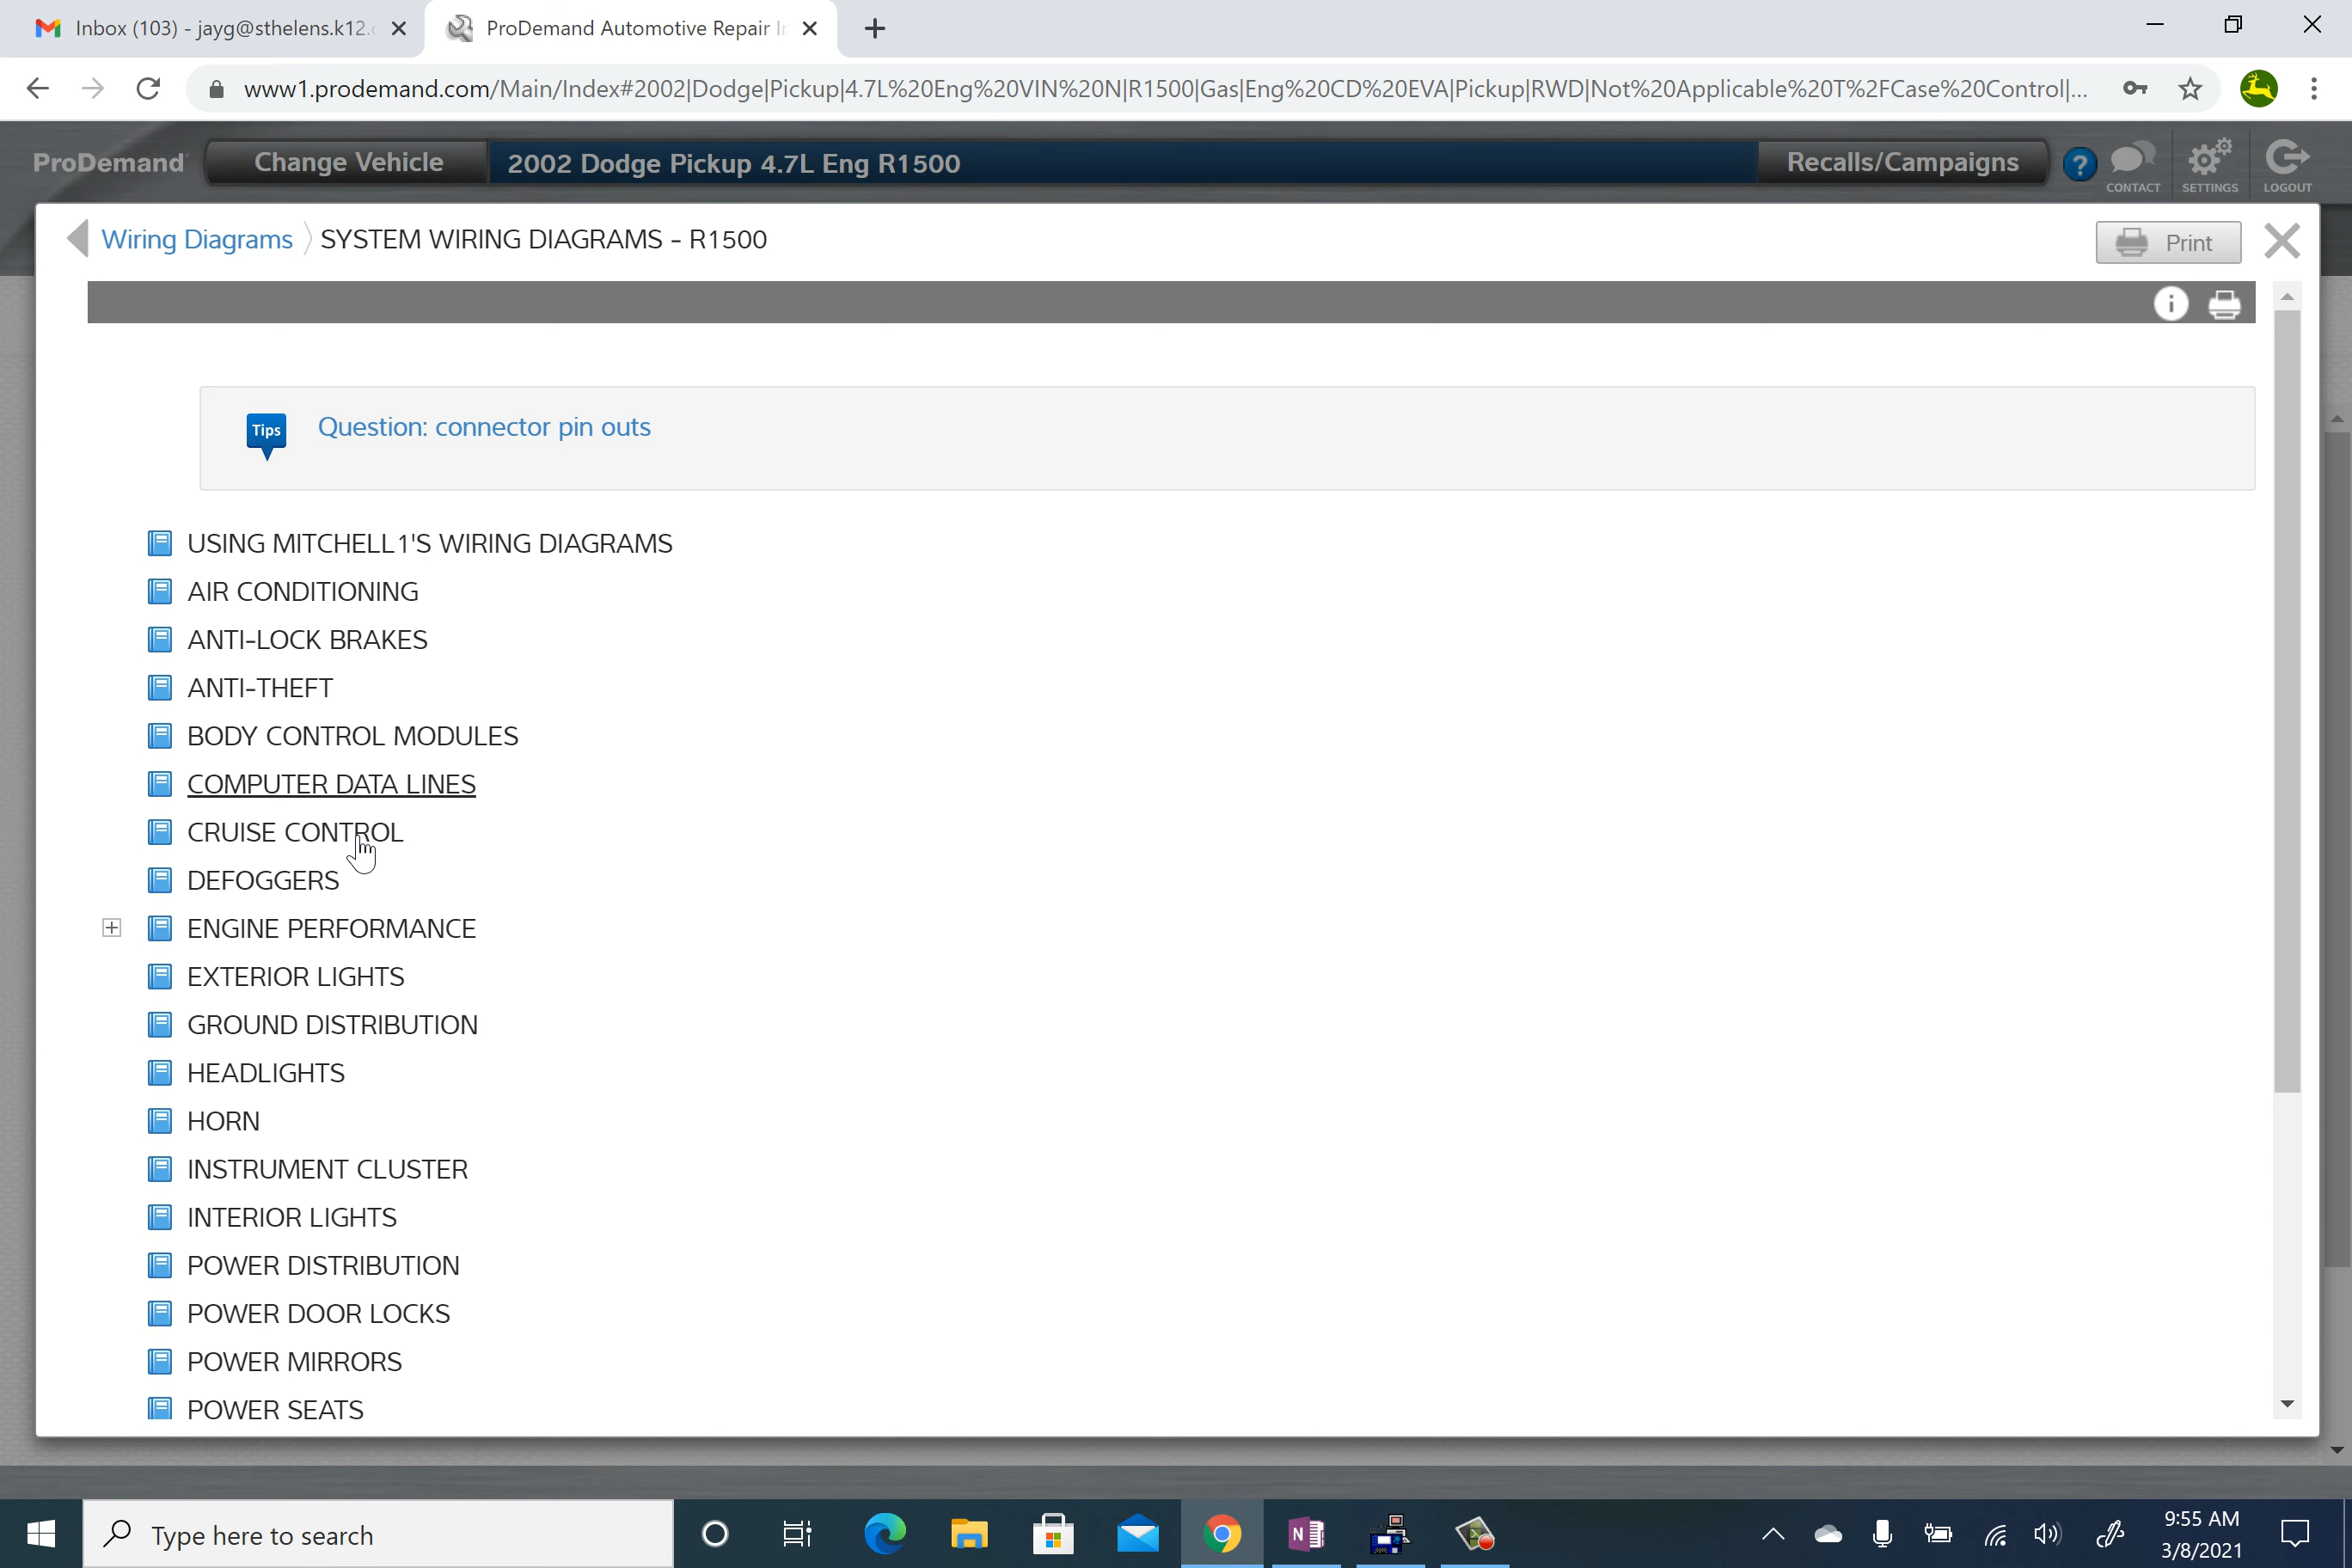 Inbox (103) - jayg@sthelens.k12.
ProDemand Automotive Repair I
www1.prodemand.com/Main/Index#2002|Dodge|Pickup|4.7L%20Eng%20VIN%20N|R1500|Gas|Eng%20CD%20EVA|Pickup|RWD|Not%20Applicable%20T%2FCase%20Control|...
ProDemand Change Vehicle 2002 Dodge Pickup 4.7L Eng R1500 Recalls/Campaigns ? CONTACT SETTINGS LOGOUT
Wiring Diagrams SYSTEM WIRING DIAGRAMS - R1500 Print
i
Tips Question: connector pin outs
USING MITCHELL1'S WIRING DIAGRAMS
AIR CONDITIONING
ANTI-LOCK BRAKES
ANTI-THEFT
BODY CONTROL MODULES
COMPUTER DATA LINES
CRUISE CONTROL
DEFOGGERS
ENGINE PERFORMANCE
EXTERIOR LIGHTS
GROUND DISTRIBUTION
HEADLIGHTS
HORN
INSTRUMENT CLUSTER
INTERIOR LIGHTS
POWER DISTRIBUTION
POWER DOOR LOCKS
POWER MIRRORS
POWER SEATS
Type here to search
N
9:55 AM
3/8/2021